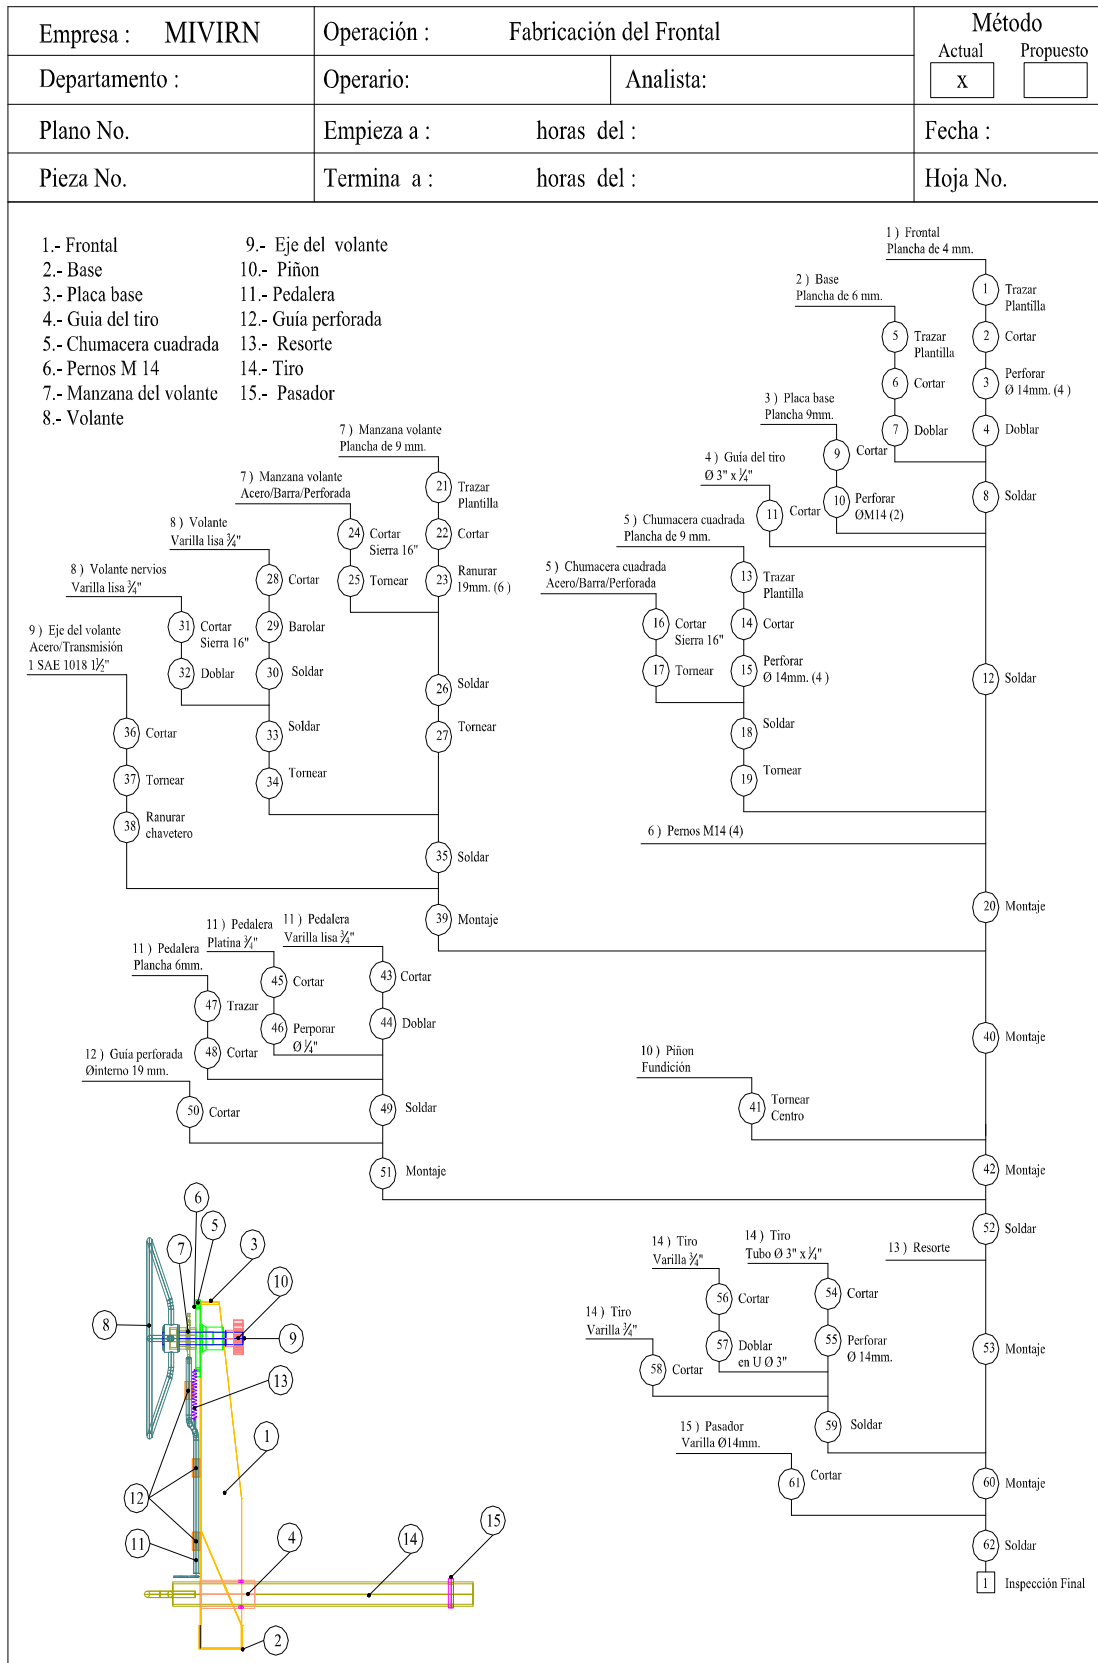 Empresa : MIVIRN
Operación : Fabricación del Frontal
Método
Actual Propuesto
x
Departamento :
Operario:
Analista:
Plano No.
Empieza a : horas del :
Fecha :
Pieza No.
Termina a : horas del :
Hoja No.
1.- Frontal
2.- Base
3.- Placa base
4.- Guia del tiro
5.- Chumacera cuadrada
6.- Pernos M 14
7.- Manzana del volante
8.- Volante
9.- Eje del volante
10.- Piñon
11.- Pedalera
12.- Guía perforada
13.- Resorte
14.- Tiro
15.- Pasador
1 ) Frontal
Plancha de 4 mm.
1 Trazar
Plantilla
2 Cortar
3 Perforar
Ø 14mm. (4 )
4 Doblar
2 ) Base
Plancha de 6 mm.
5 Trazar
Plantilla
6 Cortar
7 Doblar
8 Soldar
3 ) Placa base
Plancha 9mm.
9 Cortar
10 Perforar
ØM14 (2)
4 ) Guía del tiro
Ø 3" x ¼"
11 Cortar
12 Soldar
5 ) Chumacera cuadrada
Plancha de 9 mm.
13 Trazar
Plantilla
14 Cortar
15 Perforar
Ø 14mm. (4)
5 ) Chumacera cuadrada
Acero/Barra/Perforada
16 Cortar
Sierra 16"
17 Tornear
18 Soldar
19 Tornear
6 ) Pernos M14 (4)
20 Montaje
7 ) Manzana volante
Plancha de 9 mm.
21 Trazar
Plantilla
22 Cortar
23 Ranurar
19mm. (6 )
7 ) Manzana volante
Acero/Barra/Perforada
24 Cortar
Sierra 16"
25 Tornear
26 Soldar
27 Tornear
8 ) Volante
Varilla lisa ¾"
28 Cortar
29 Barolar
30 Soldar
8 ) Volante nervios
Varilla lisa ¾"
31 Cortar
Sierra 16"
32 Doblar
33 Soldar
34 Tornear
35 Soldar
9 ) Eje del volante
Acero/Transmisión
1 SAE 1018 1½"
36 Cortar
37 Tornear
38 Ranurar
chavetero
39 Montaje
40 Montaje
10 ) Piñon
Fundición
41 Tornear
Centro
42 Montaje
11 ) Pedalera
Varilla lisa ¾"
43 Cortar
44 Doblar
11 ) Pedalera
Platina ¾"
45 Cortar
46 Perporar
Ø ¼"
11 ) Pedalera
Plancha 6mm.
47 Trazar
48 Cortar
49 Soldar
12 ) Guía perforada
Øinterno 19 mm.
50 Cortar
51 Montaje
52 Soldar
13 ) Resorte
53 Montaje
14 ) Tiro
Tubo Ø 3" x ¼"
54 Cortar
55 Perforar
Ø 14mm.
14 ) Tiro
Varilla ¾"
56 Cortar
57 Doblar
en U Ø 3"
14 ) Tiro
Varilla ¾"
58 Cortar
59 Soldar
60 Montaje
15 ) Pasador
Varilla Ø14mm.
61 Cortar
62 Soldar
1 Inspección Final
6
5
3
7
10
8
9
13
1
12
11
4
14
15
2